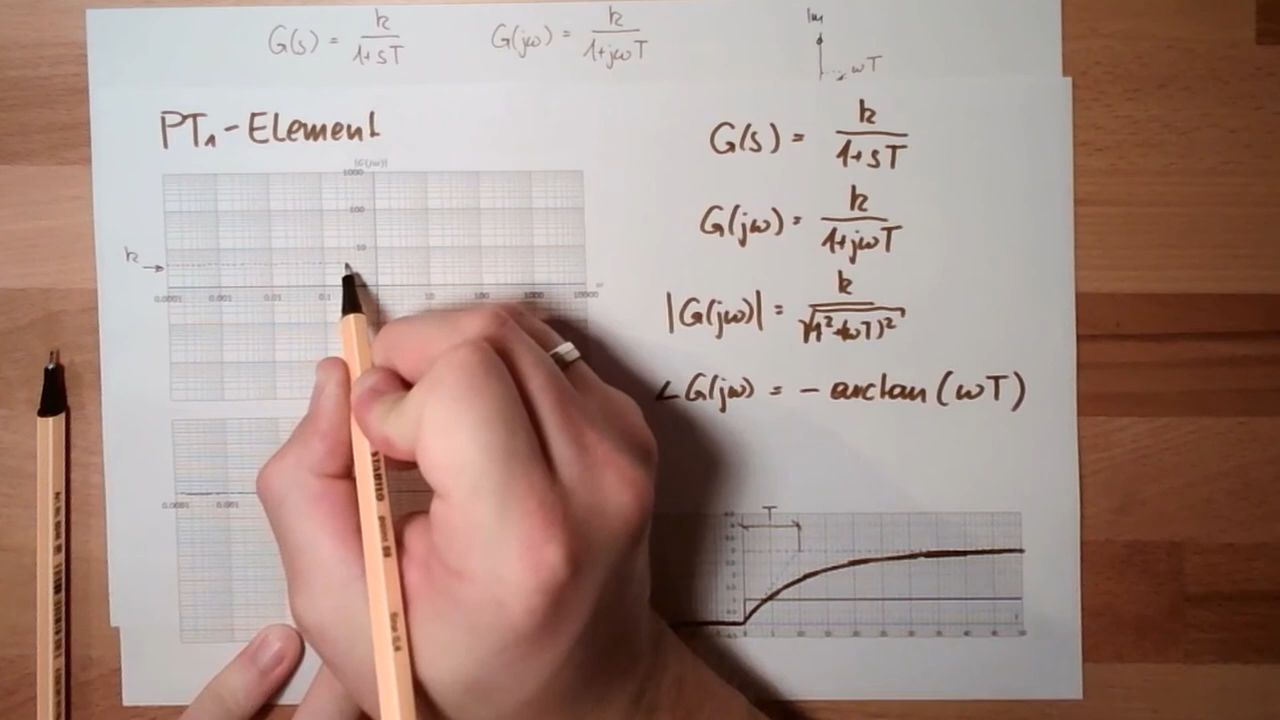 G(s) = k / 1+sT
G(jω) = k / 1+jωT
Im
ωT
PT₁-Element
G(s) = k / 1+sT
G(jω) = k / 1+jωT
|G(jω)| = k / √1²+(ωT)²
∠G(jω) = -arctan(ωT)
|G(jω)|
1000
100
10
k
0.0001 0.001 0.01 0.1 10 100 1000 10000 ω
0.0001 0.001
STABILO
T